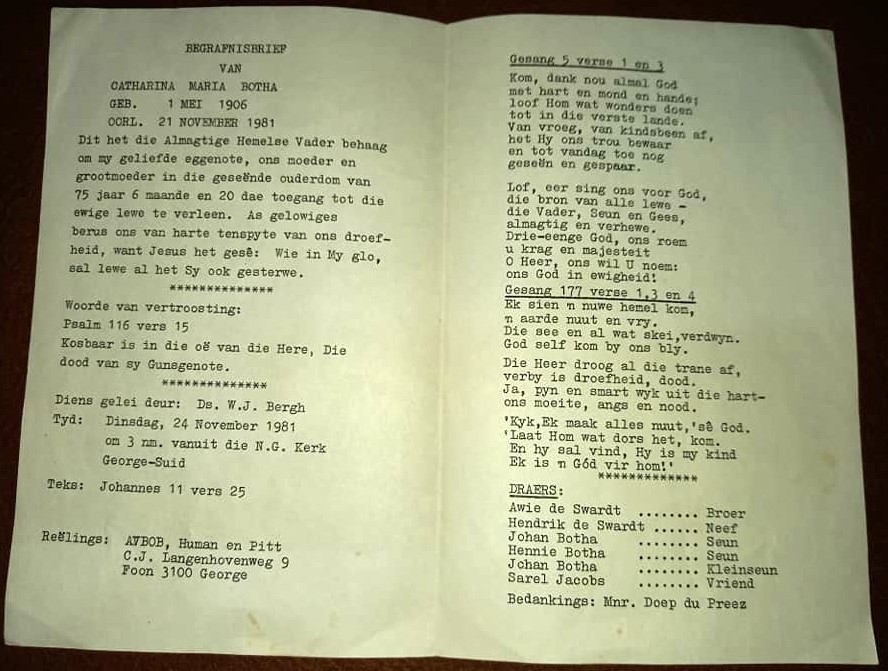 BEGRAFNISBRIEF
VAN
CATHARINA MARIA BOTHA
GEB. 1 MEI 1906
OORL. 21 NOVEMBER 1981
Dit het die Almagtige Hemelse Vader behaag
om my geliefde eggenote, ons moeder en
grootmoeder in die geseënde ouderdom van
75 jaar 6 maande en 20 dae toegang tot die
ewige lewe te verleen. As gelowiges
berus ons van harte tenspyte van ons droef-
heid, want Jesus het gesê: Wie in My glo,
sal lewe al het Sy ook gesterwe.
**************
Woorde van vertroosting:
Psalm 116 vers 15
Kosbaar is in die oë van die Here, Die
dood van sy Gunsgenote.
**************
Diens gelei deur: Ds. W.J. Bergh
Tyd: Dinsdag, 24 November 1981
om 3 nm. vanuit die N.G. Kerk
George-Suid
Teks: Johannes 11 vers 25
Reëlings: AVBOB, Human en Pitt
C.J. Langenhovenweg 9
Foon 3100 George
Gesang 5 verse 1 en 3
Kom, dank nou almal God
met hart en mond en hande;
loof Hom wat wonders doen
tot in die verste lande.
Van vroeg, van kindsbeen af,
het Hy ons trou bewaar
en tot vandag toe nog
geseën en gespaar.
Lof, eer sing ons voor God,
die bron van alle lewe -
die Vader, Seun en Gees,
almagtig en verhewe.
Drie-eenge God, ons roem
u krag en majesteit
O Heer, ons wil U noem:
ons God in ewigheid!
Gesang 177 verse 1,3 en 4
Ek sien 'n nuwe hemel kom,
'n aarde nuut en vry.
Die see en al wat skei,verdwyn.
God self kom by ons bly.
Die Heer droog al die trane af,
verby is droefheid, dood.
Ja, pyn en smart wyk uit die hart-
ons moeite, angs en nood.
'Kyk,Ek maak alles nuut,'sê God.
'Laat Hom wat dors het, kom.
En hy sal vind, Hy is my kind
Ek is 'n Gód vir hom!'
*************
DRAERS:
Awie de Swardt ........ Broer
Hendrik de Swardt ...... Neef
Johan Botha ........ Seun
Hennie Botha ........ Seun
Jchan Botha ........ Kleinseun
Sarel Jacobs ........ Vriend
Bedankings: Mnr. Doep du Preez